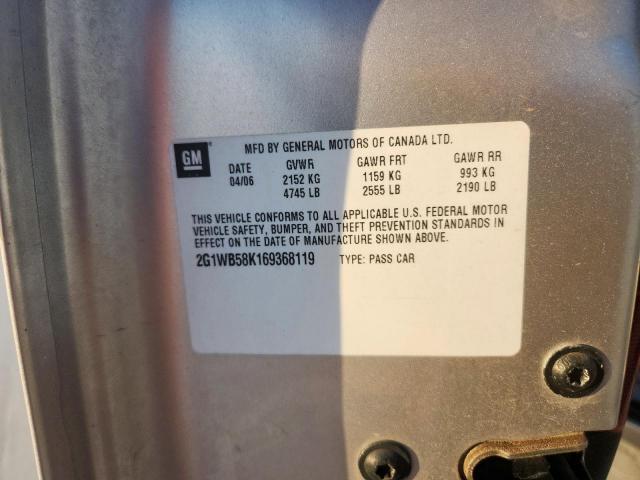 GM
MFD BY GENERAL MOTORS OF CANADA LTD.
DATE GVWR GAWR FRT GAWR RR
04/06 2152 KG 1159 KG 993 KG
4745 LB 2555 LB 2190 LB
THIS VEHICLE CONFORMS TO ALL APPLICABLE U.S. FEDERAL MOTOR
VEHICLE SAFETY, BUMPER, AND THEFT PREVENTION STANDARDS IN
EFFECT ON THE DATE OF MANUFACTURE SHOWN ABOVE.
2G1WB58K169368119 TYPE: PASS CAR